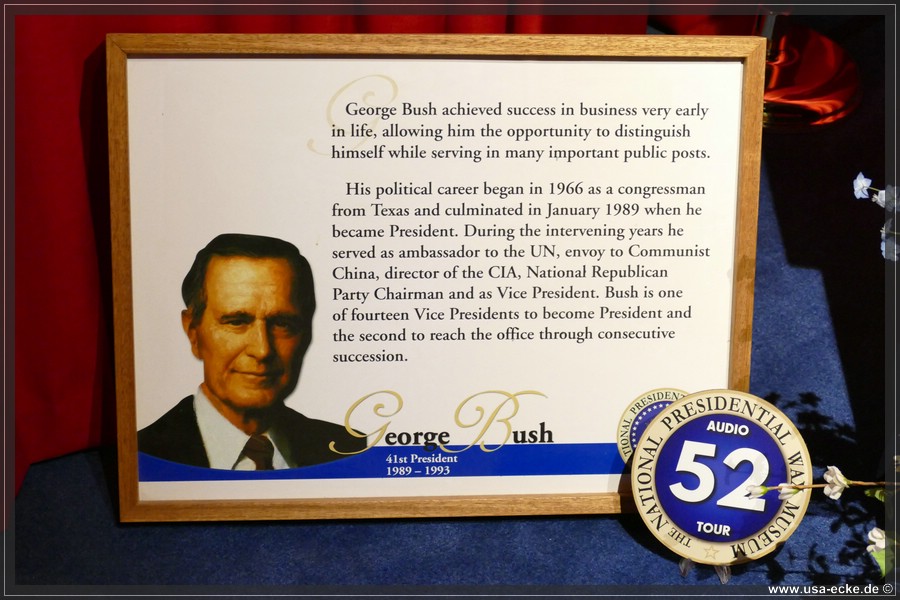 George Bush achieved success in business very early
in life, allowing him the opportunity to distinguish
himself while serving in many important public posts.
His political career began in 1966 as a congressman
from Texas and culminated in January 1989 when he
became President. During the intervening years he
served as ambassador to the UN, envoy to Communist
China, director of the CIA, National Republican
Party Chairman and as Vice President. Bush is one
of fourteen Vice Presidents to become President and
the second to reach the office through consecutive
succession.
George Bush
41st President
1989 – 1993
THE NATIONAL PRESIDENTIAL WAX MUSEUM
AUDIO
52
TOUR
www.usa-ecke.de ©